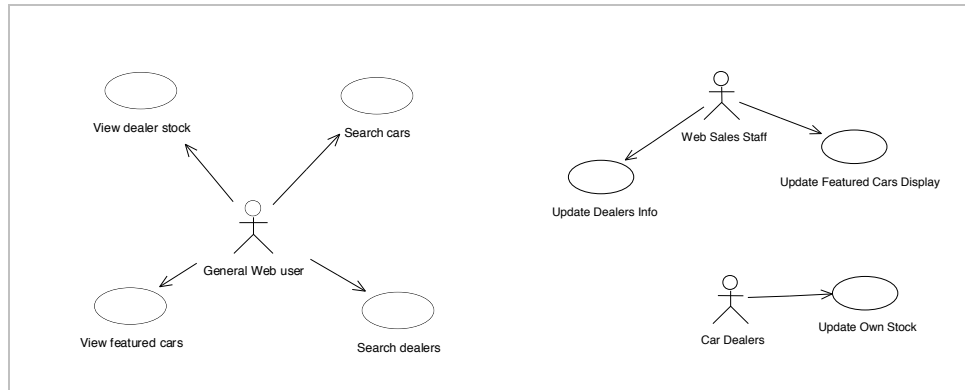 View dealer stock
Search cars
General Web user
View featured cars
Search dealers
Web Sales Staff
Update Dealers Info
Update Featured Cars Display
Car Dealers
Update Own Stock